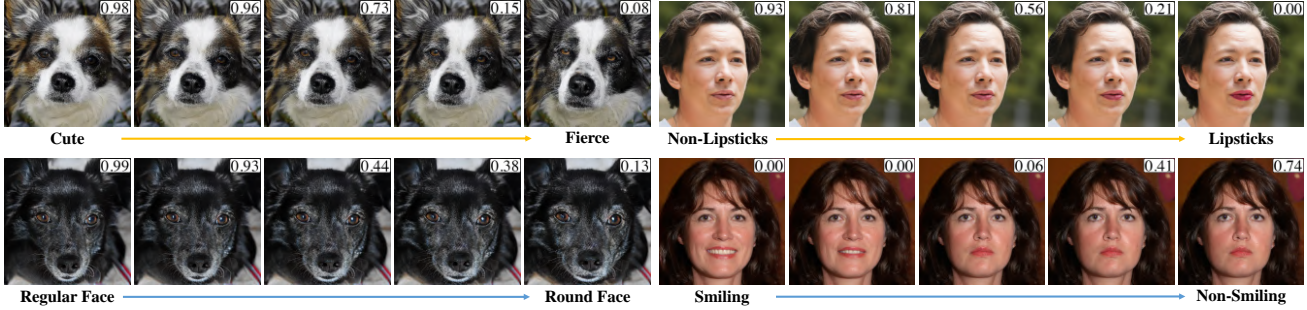 0.98 0.96 0.73 0.15 0.08
Cute Fierce
0.93 0.81 0.56 0.21 0.00
Non-Lipsticks Lipsticks
0.99 0.93 0.44 0.38 0.13
Regular Face Round Face
0.00 0.00 0.06 0.41 0.74
Smiling Non-Smiling